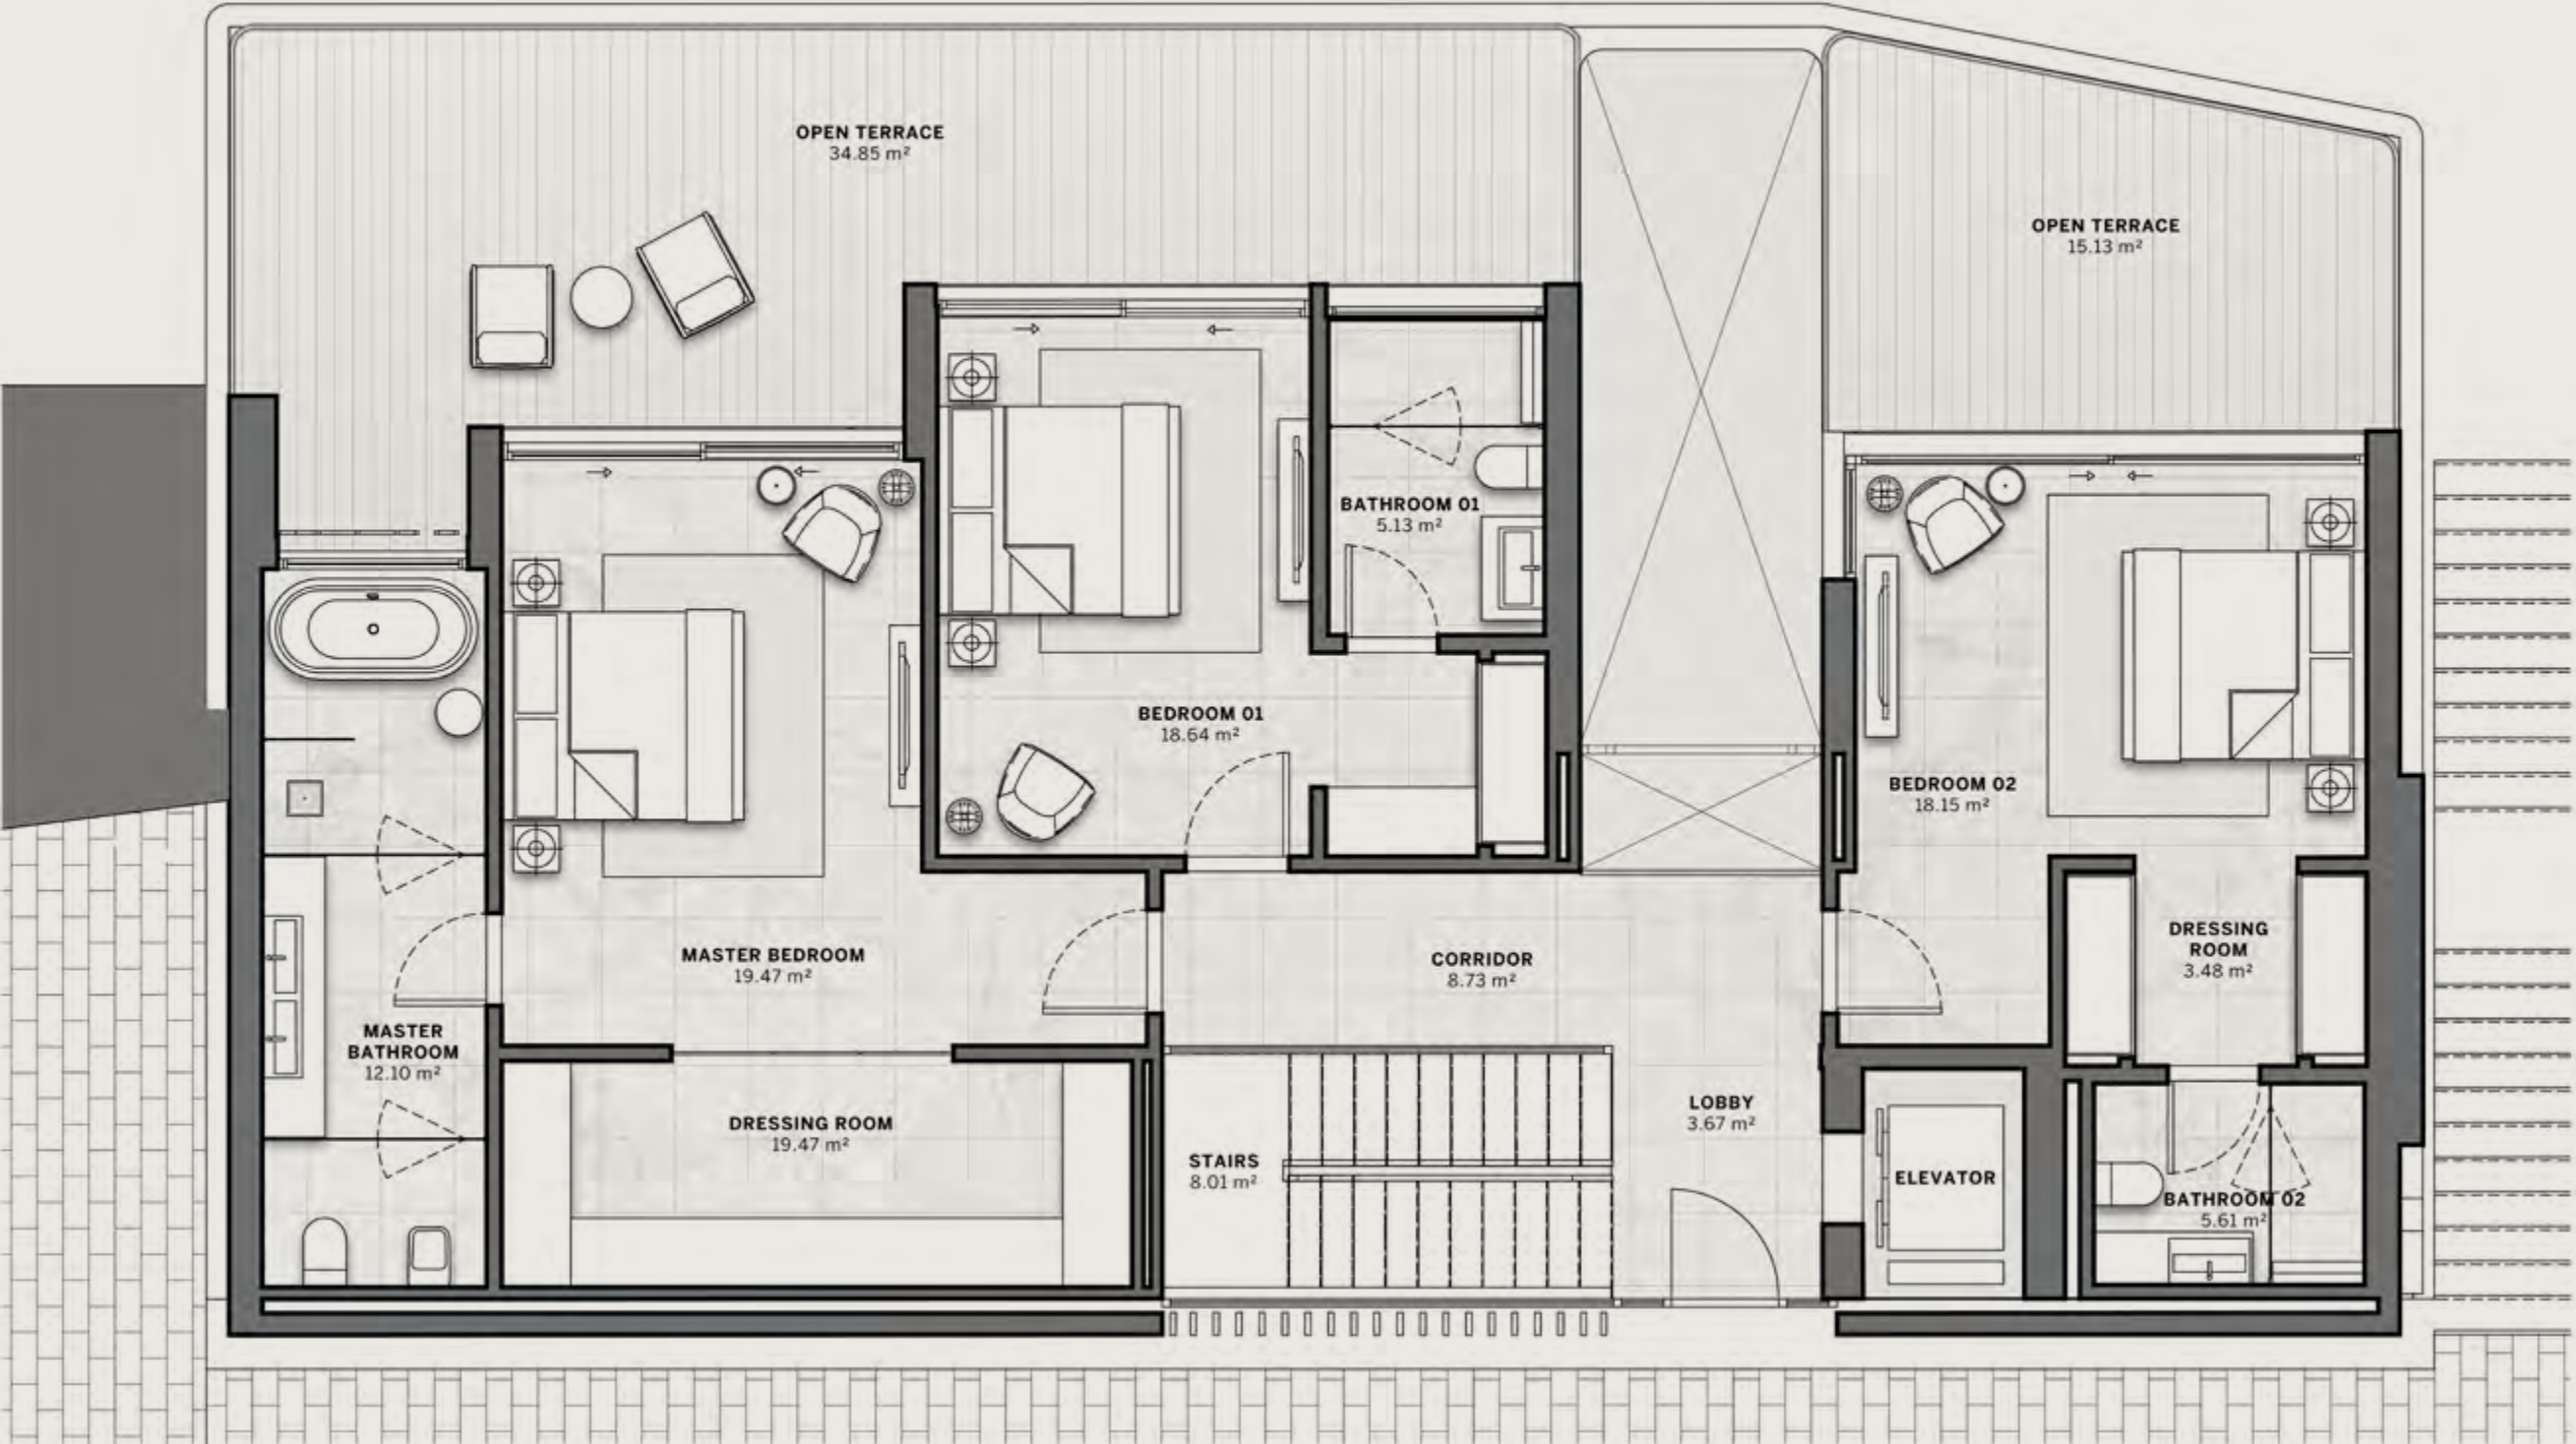 OPEN TERRACE
34.85 m²
OPEN TERRACE
15.13 m²
BATHROOM 01
5.13 m²
BEDROOM 01
18.64 m²
BEDROOM 02
18.15 m²
MASTER BEDROOM
19.47 m²
CORRIDOR
8.73 m²
DRESSING
ROOM
3.48 m²
MASTER
BATHROOM
12.10 m²
DRESSING ROOM
19.47 m²
LOBBY
3.67 m²
STAIRS
8.01 m²
ELEVATOR
BATHROOM 02
5.61 m²